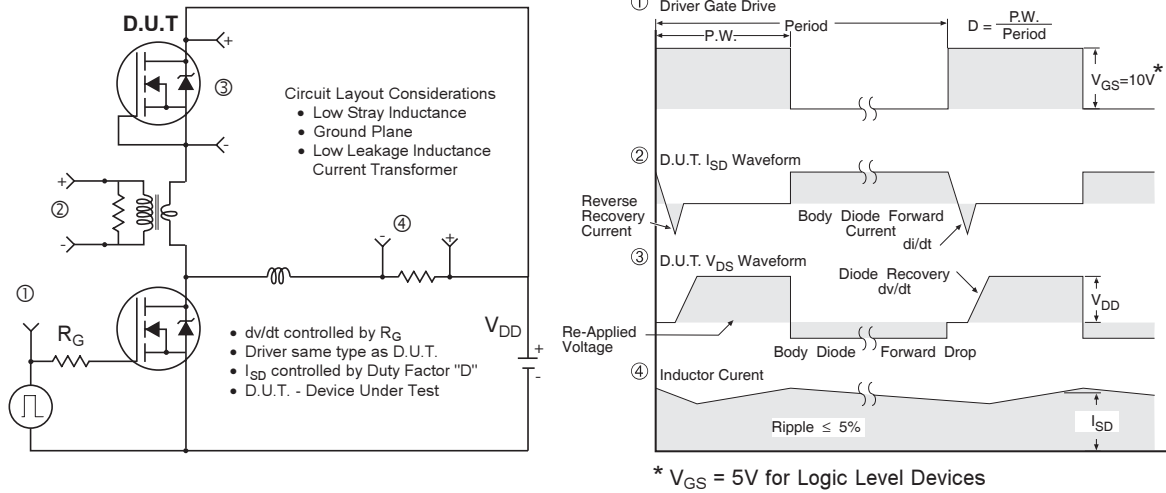 D.U.T
+
③
-
Circuit Layout Considerations
• Low Stray Inductance
• Ground Plane
• Low Leakage Inductance
Current Transformer
+
②
-
④
-
+
①
R_G
V_DD
+
-
• dv/dt controlled by R_G
• Driver same type as D.U.T.
• I_SD controlled by Duty Factor "D"
• D.U.T. - Device Under Test
① Driver Gate Drive
P.W.
Period
D = P.W. / Period
V_GS=10V *
② D.U.T. I_SD Waveform
Reverse
Recovery
Current
Body Diode Forward
Current
di/dt
③ D.U.T. V_DS Waveform
Diode Recovery
dv/dt
V_DD
Re-Applied
Voltage
Body Diode Forward Drop
④ Inductor Curent
Ripple ≤ 5%
I_SD
* V_GS = 5V for Logic Level Devices